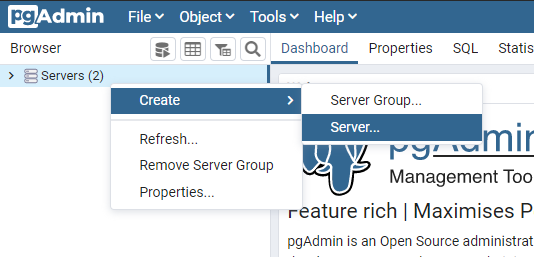 pgAdmin File Object Tools Help
Browser Dashboard Properties SQL
Servers (2)
Create Server Group...
Server...
Refresh...
Remove Server Group
Properties...
pgAdmin
Management Too
Feature rich | Maximises P
pgAdmin is an Open Source administrat